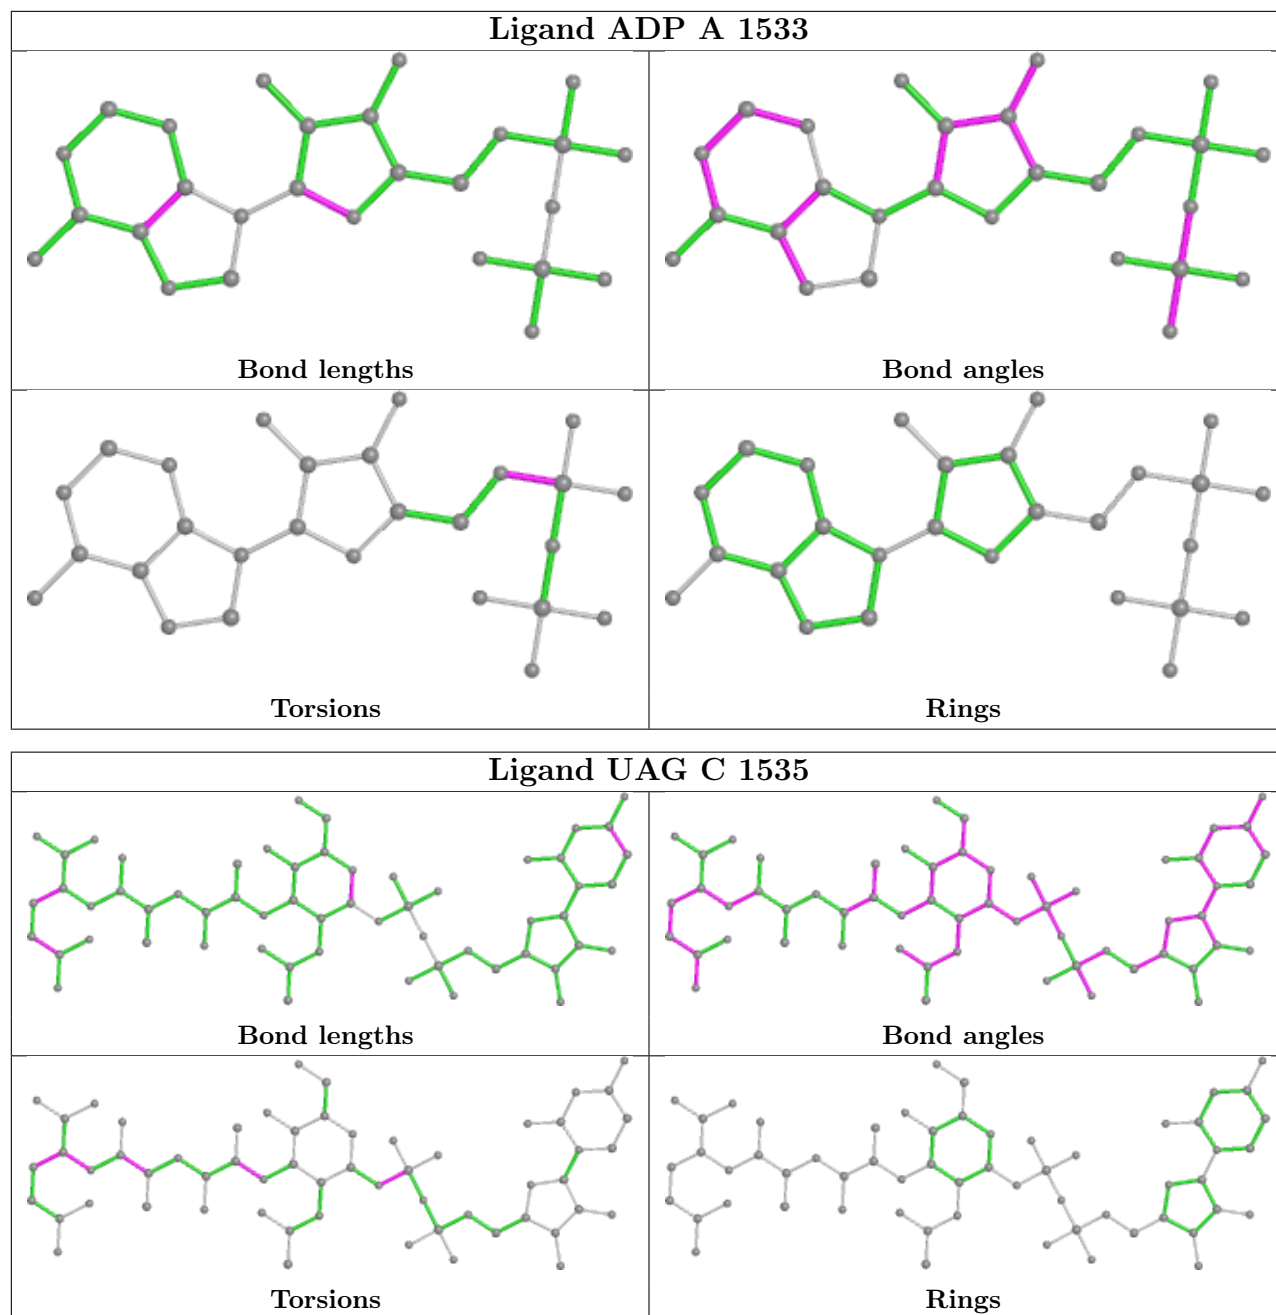 Ligand ADP A 1533
Bond lengths
Bond angles
Torsions
Rings
Ligand UAG C 1535
Bond lengths
Bond angles
Torsions
Rings